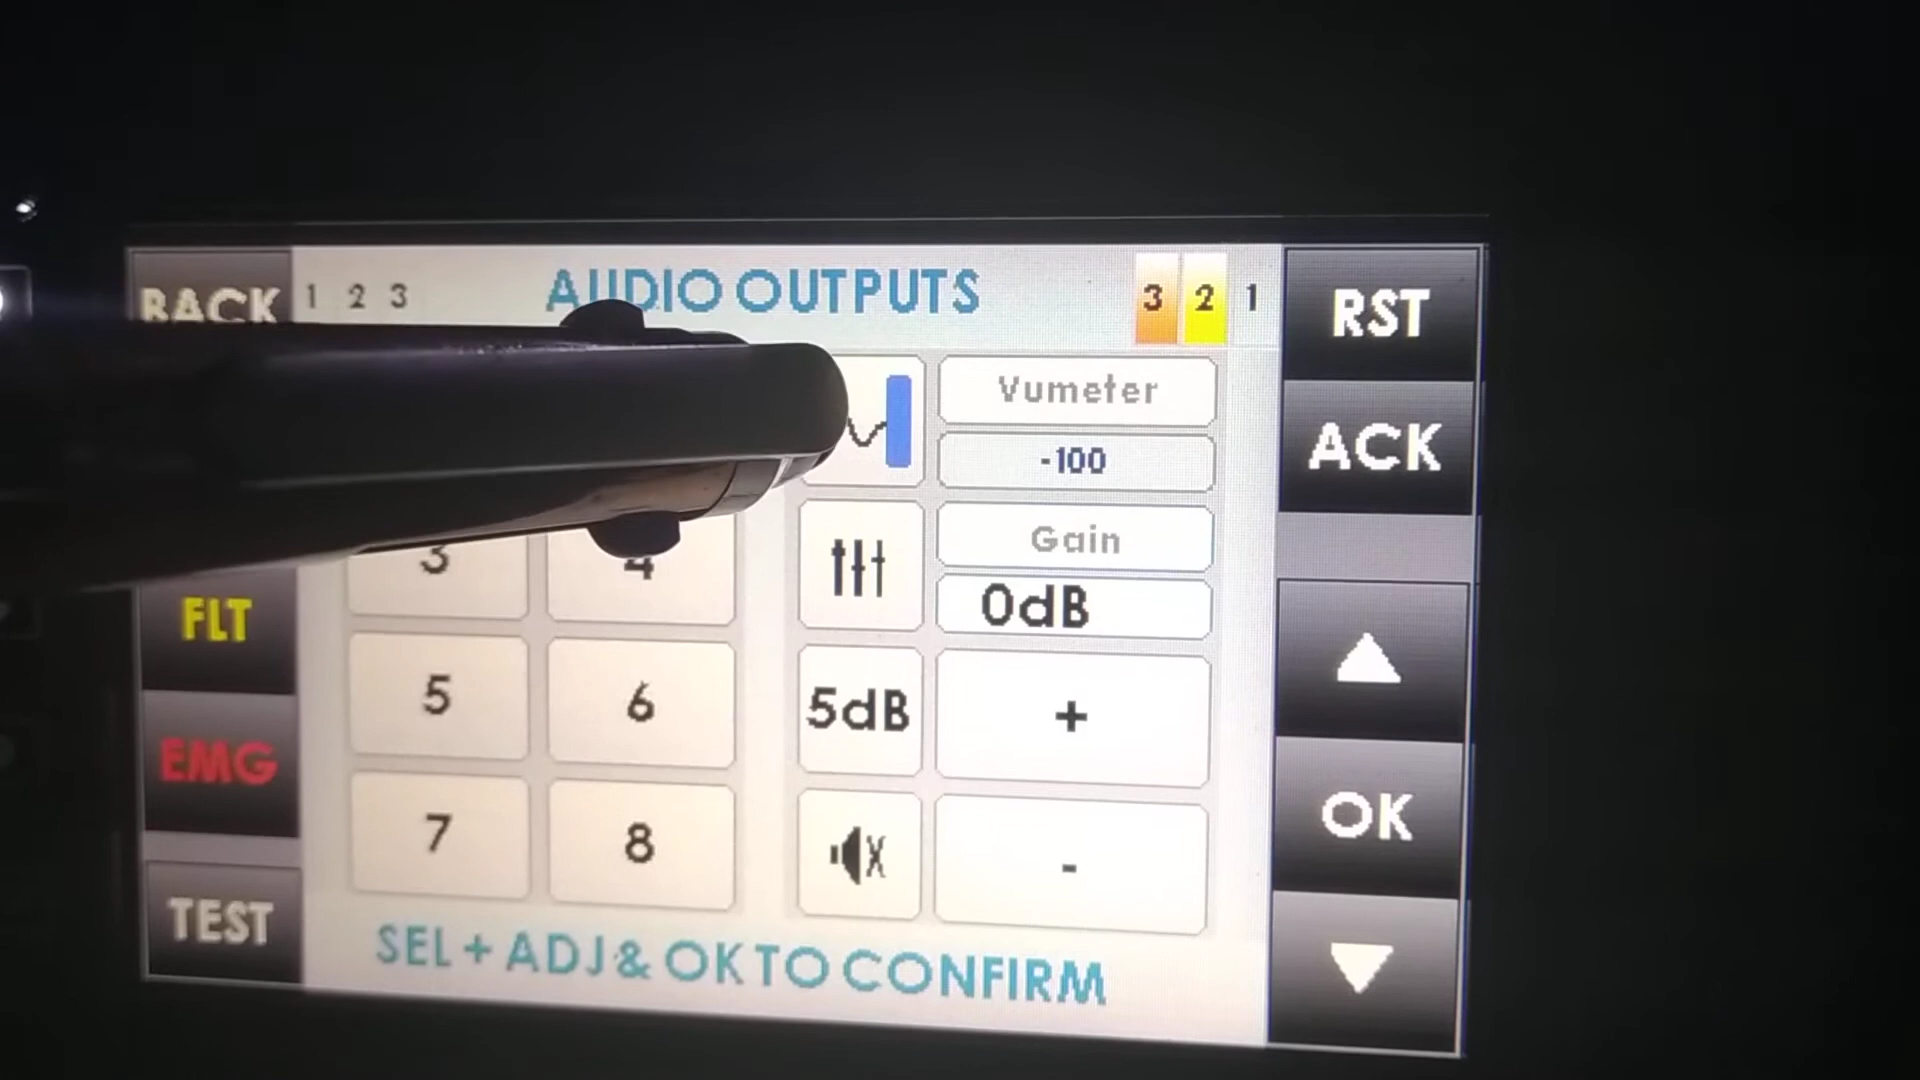 BACK 1 2 3 AUDIO OUTPUTS 3 2 1 RST
Vumeter
-100
ACK
3 4
Gain
0dB
FLT
5 6 5dB +
EMG
OK
7 8 -
TEST
SEL + ADJ & OK TO CONFIRM